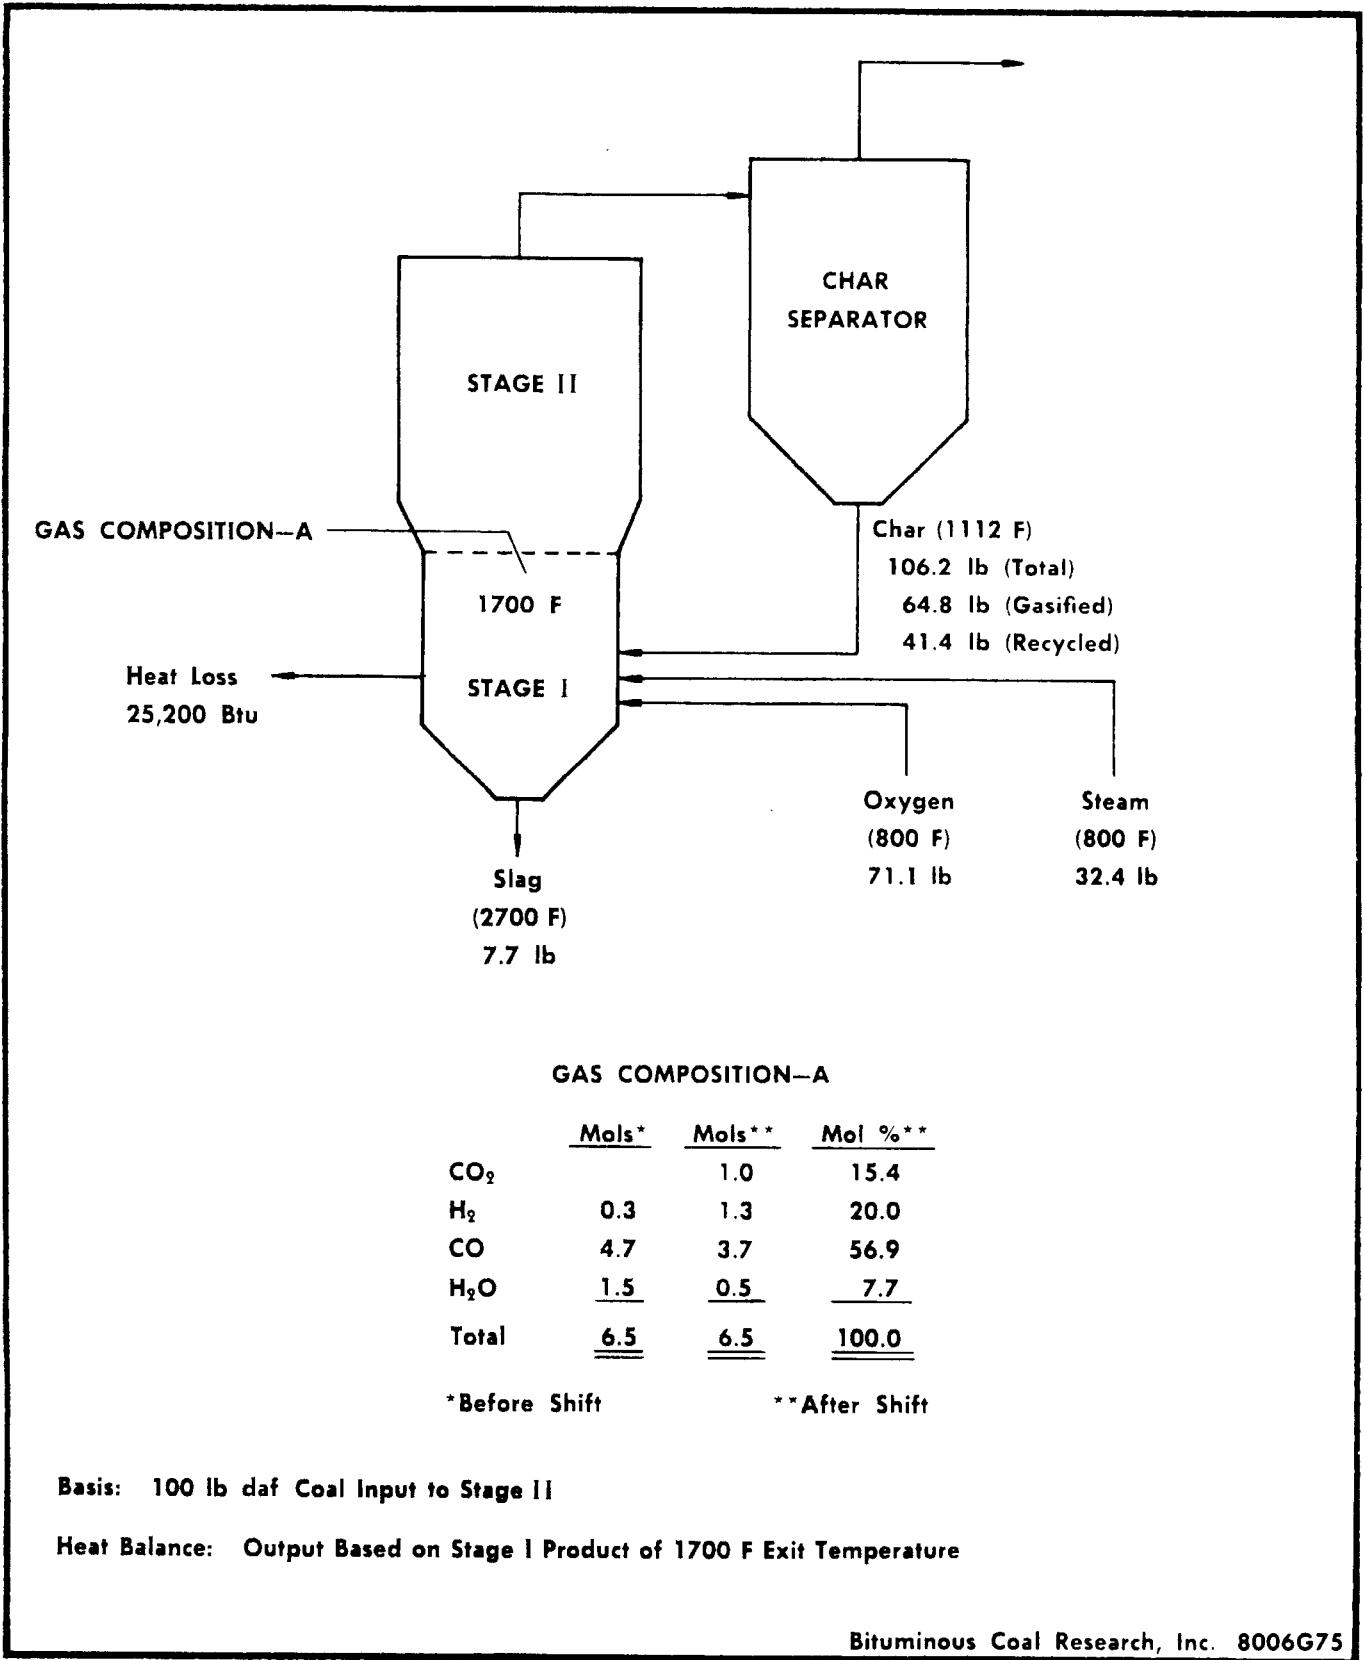 CHAR
SEPARATOR
STAGE II
GAS COMPOSITION—A
Char (1112 F)
106.2 lb (Total)
64.8 lb (Gasified)
41.4 lb (Recycled)
1700 F
Heat Loss
25,200 Btu
STAGE I
Oxygen
(800 F)
71.1 lb
Steam
(800 F)
32.4 lb
Slag
(2700 F)
7.7 lb
GAS COMPOSITION—A
Mols* Mols** Mol %**
CO₂ 1.0 15.4
H₂ 0.3 1.3 20.0
CO 4.7 3.7 56.9
H₂O 1.5 0.5 7.7
Total 6.5 6.5 100.0
*Before Shift **After Shift
Basis: 100 lb daf Coal Input to Stage II
Heat Balance: Output Based on Stage I Product of 1700 F Exit Temperature
Bituminous Coal Research, Inc. 8006G75